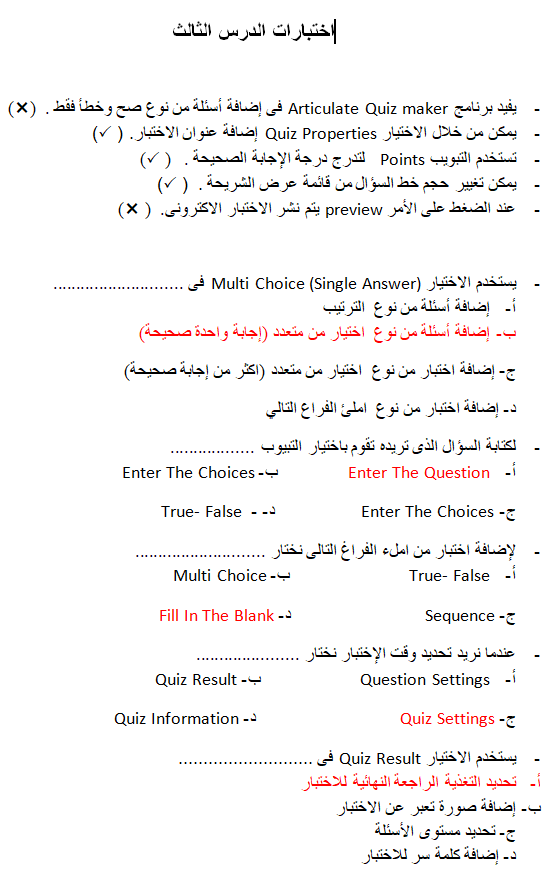 اختبارات الدرس الثالث
- يفيد برنامج Articulate Quiz maker فى إضافة أسئلة من نوع صح وخطأ فقط . (×)
- يمكن من خلال الاختيار Quiz Properties إضافة عنوان الاختبار. ( ✓ )
- تستخدم التبويب Points لتدرج درجة الإجابة الصحيحة . ( ✓ )
- يمكن تغيير حجم خط السؤال من قائمة عرض الشريحة . ( ✓ )
- عند الضغط على الأمر preview يتم نشر الاختبار الاكترونى. ( × )
- يستخدم الاختيار Multi Choice (Single Answer) فى ............................
أ- إضافة أسئلة من نوع الترتيب
ب- إضافة أسئلة من نوع اختيار من متعدد (إجابة واحدة صحيحة)
ج- إضافة اختبار من نوع اختيار من متعدد (اكثر من إجابة صحيحة)
د- إضافة اختبار من نوع املئ الفراع التالي
- لكتابة السؤال الذى تريده تقوم باختيار التبيوب ..................
أ- Enter The Question ب- Enter The Choices
ج- Enter The Choices د- - True- False
- لإضافة اختبار من املء الفراغ التالى نختار ............................
أ- True- False ب- Multi Choice
ج- Sequence د- Fill In The Blank
- عندما نريد تحديد وقت الإختبار نختار .....................
أ- Question Settings ب- Quiz Result
ج- Quiz Settings د- Quiz Information
- يستخدم الاختيار Quiz Result فى ...........................
أ- تحديد التغذية الراجعة النهائية للاختبار
ب- إضافة صورة تعبر عن الاختبار
ج- تحديد مستوى الأسئلة
د- إضافة كلمة سر للاختبار